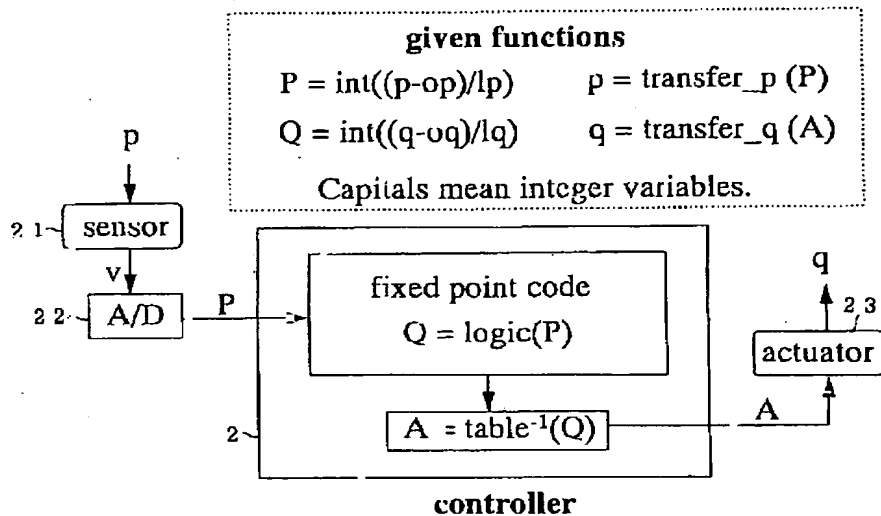 given functions
P = int((p-op)/lp) p = transfer_p (P)
Q = int((q-oq)/lq) q = transfer_q (A)
Capitals mean integer variables.
p
21 sensor
v
22 A/D
P
fixed point code
Q = logic(P)
q
23
actuator
2
A = table⁻¹(Q)
A
controller